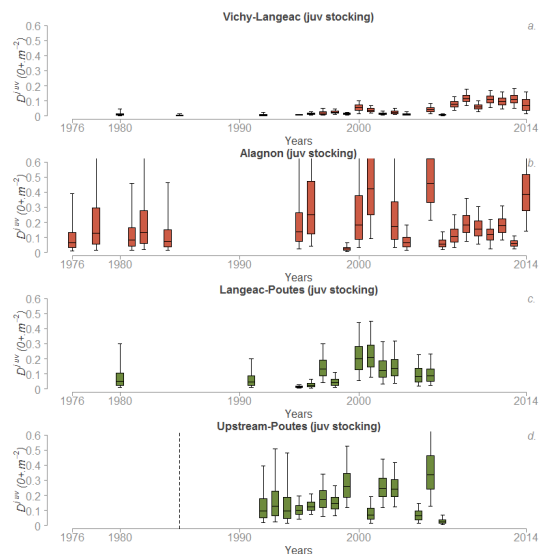 Vichy-Langeac (juv stocking)
a.
0.6
0.5
0.4
0.3
0.2
0.1
0
D^juv (0+.m^-2)
1976 1980 1990 2000 2014
Years
Alagnon (juv stocking)
b.
0.6
0.5
0.4
0.3
0.2
0.1
0
D^juv (0+.m^-2)
1976 1980 1990 2000 2014
Years
Langeac-Poutes (juv stocking)
c.
0.6
0.5
0.4
0.3
0.2
0.1
0
D^juv (0+.m^-2)
1976 1980 1990 2000 2014
Years
Upstream-Poutes (juv stocking)
d.
0.6
0.5
0.4
0.3
0.2
0.1
0
D^juv (0+.m^-2)
Years